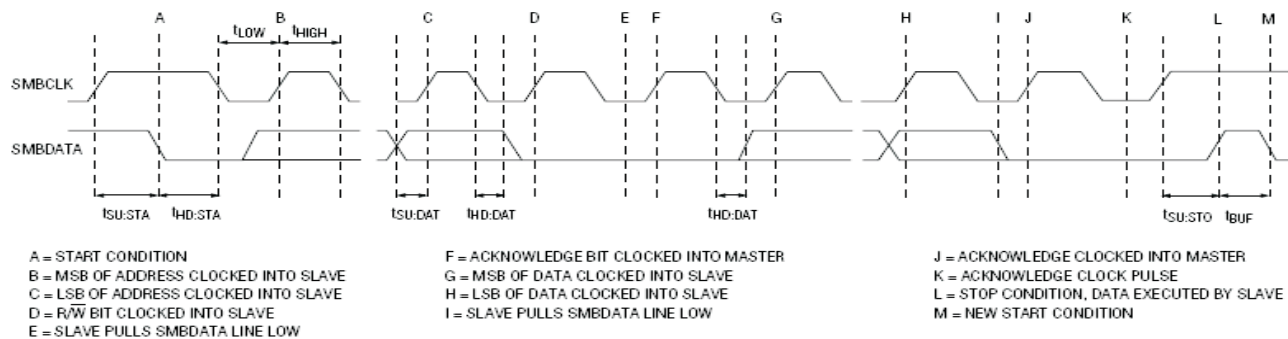 A B C D E F G H I J K L M
tLOW tHIGH
SMBCLK
SMBDATA
tSU:STA tHD:STA tSU:DAT tHD:DAT tHD:DAT tSU:STO tBUF
A = START CONDITION
B = MSB OF ADDRESS CLOCKED INTO SLAVE
C = LSB OF ADDRESS CLOCKED INTO SLAVE
D = R/W̅ BIT CLOCKED INTO SLAVE
E = SLAVE PULLS SMBDATA LINE LOW
F = ACKNOWLEDGE BIT CLOCKED INTO MASTER
G = MSB OF DATA CLOCKED INTO SLAVE
H = LSB OF DATA CLOCKED INTO SLAVE
I = SLAVE PULLS SMBDATA LINE LOW
J = ACKNOWLEDGE CLOCKED INTO MASTER
K = ACKNOWLEDGE CLOCK PULSE
L = STOP CONDITION, DATA EXECUTED BY SLAVE
M = NEW START CONDITION